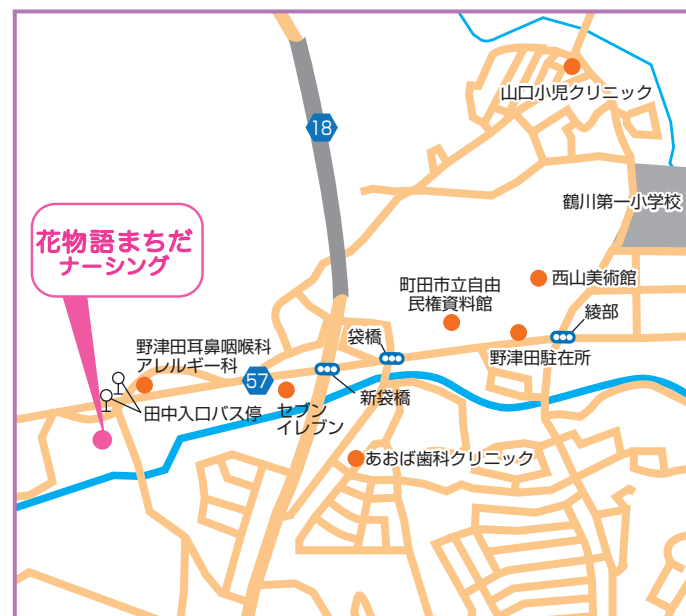 山口小児クリニック
18
鶴川第一小学校
花物語まちだ
ナーシング
西山美術館
町田市立自由
民権資料館
綾部
袋橋
野津田耳鼻咽喉科
アレルギー科
野津田駐在所
57
新袋橋
田中入口バス停
セブン
イレブン
あおば歯科クリニック